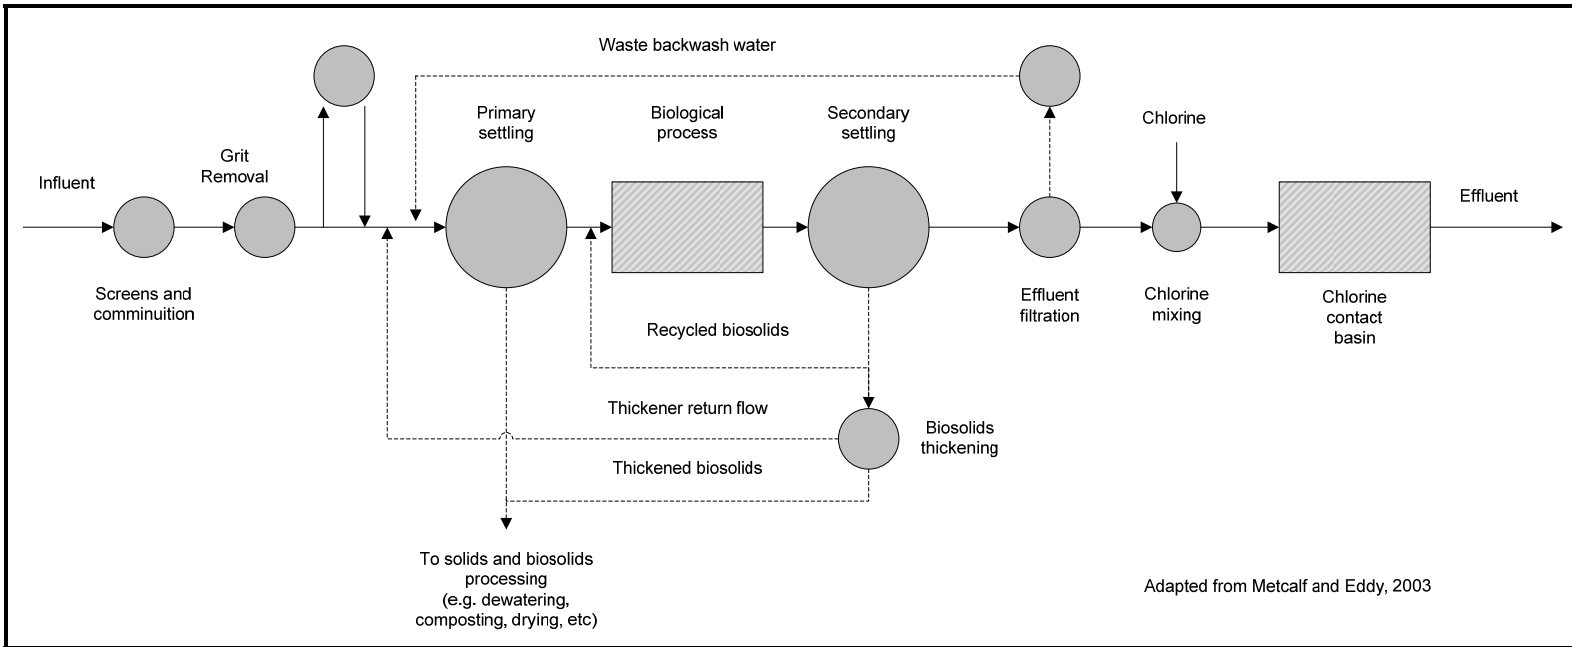 Waste backwash water
Primary
settling
Biological
process
Secondary
settling
Chlorine
Grit
Removal
Influent
Effluent
Screens and
comminuition
Effluent
filtration
Chlorine
mixing
Chlorine
contact
basin
Recycled biosolids
Thickener return flow
Biosolids
thickening
Thickened biosolids
To solids and biosolids
processing
(e.g. dewatering,
composting, drying, etc)
Adapted from Metcalf and Eddy, 2003